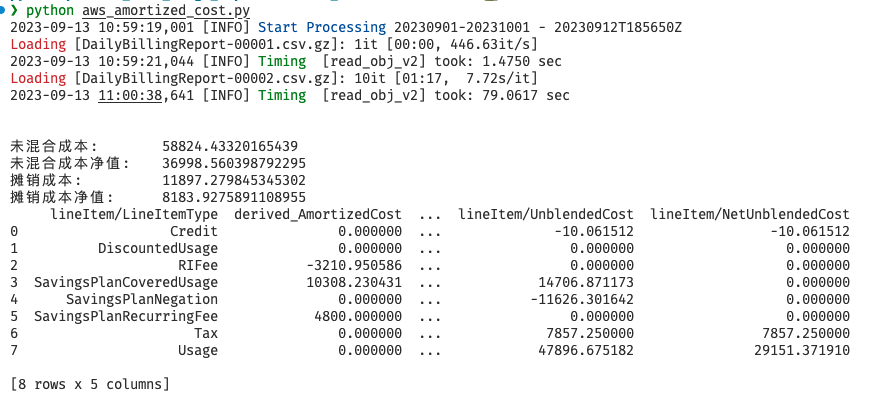 ❯ python aws_amortized_cost.py
2023-09-13 10:59:19,001 [INFO] Start Processing 20230901-20231001 - 20230912T185650Z
Loading [DailyBillingReport-00001.csv.gz]: 1it [00:00, 446.63it/s]
2023-09-13 10:59:21,044 [INFO] Timing  [read_obj_v2] took: 1.4750 sec
Loading [DailyBillingReport-00002.csv.gz]: 10it [01:17,  7.72s/it]
2023-09-13 11:00:38,641 [INFO] Timing  [read_obj_v2] took: 79.0617 sec
未混合成本:        58824.43320165439
未混合成本净值:    36998.560398792295
摊销成本:          11897.279845345302
摊销成本净值:      8183.9275891108955
     lineItem/LineItemType  derived_AmortizedCost  ...  lineItem/UnblendedCost  lineItem/NetUnblendedCost
0                   Credit               0.000000  ...              -10.061512                 -10.061512
1          DiscountedUsage               0.000000  ...                0.000000                   0.000000
2                    RIFee           -3210.950586  ...                0.000000                   0.000000
3  SavingsPlanCoveredUsage           10308.230431  ...            14706.871173                   0.000000
4      SavingsPlanNegation               0.000000  ...           -11626.301642                   0.000000
5  SavingsPlanRecurringFee            4800.000000  ...                0.000000                   0.000000
6                      Tax               0.000000  ...             7857.250000                7857.250000
7                    Usage               0.000000  ...            47896.675182               29151.371910
[8 rows x 5 columns]